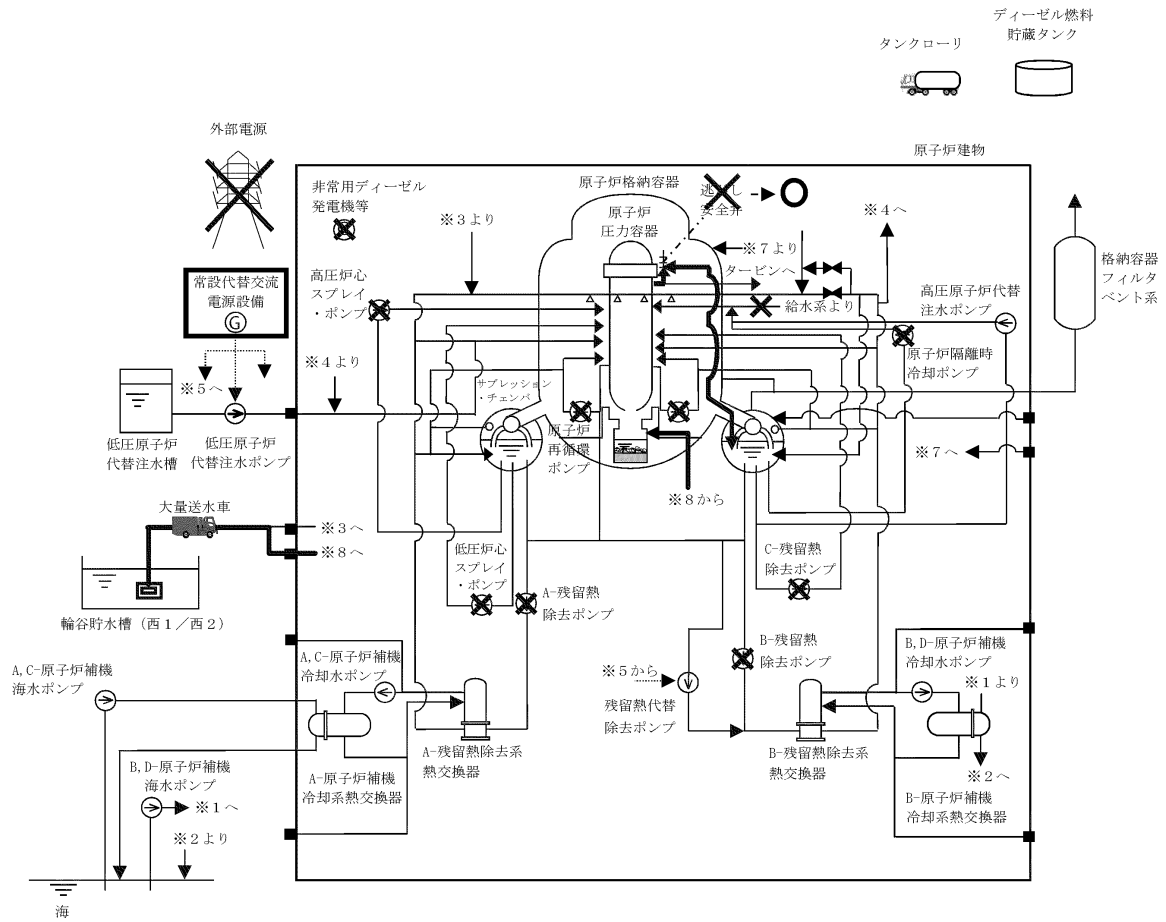 ディーゼル燃料
貯蔵タンク
タンクローリ
外部電源
原子炉建物
非常用ディーゼル
発電機等
原子炉格納容器
逃がし
安全弁
原子炉
圧力容器
※3より
※4へ
※7より
タービンへ
常設代替交流
電源設備
G
高圧炉心
スプレイ
・ポンプ
給水系より
高圧原子炉代替
注水ポンプ
格納容器
フィルタ
ベント系
原子炉隔離時
冷却ポンプ
※4より
※5へ
サプレッション
・チェンバ
低圧原子炉
代替注水槽
低圧原子炉
代替注水ポンプ
原子炉
再循環
ポンプ
※7へ
※8から
大量送水車
※3へ
※8へ
低圧炉心
スプレイ
・ポンプ
C-残留熱
除去ポンプ
A-残留熱
除去ポンプ
輪谷貯水槽（西1／西2）
A,C-原子炉補機
冷却水ポンプ
B-残留熱
除去ポンプ
B,D-原子炉補機
冷却水ポンプ
A,C-原子炉補機
海水ポンプ
※5から
※1より
残留熱代替
除去ポンプ
A-残留熱除去系
熱交換器
B-残留熱除去系
熱交換器
※2へ
B,D-原子炉補機
海水ポンプ
A-原子炉補機
冷却系熱交換器
B-原子炉補機
冷却系熱交換器
※1へ
※2より
海